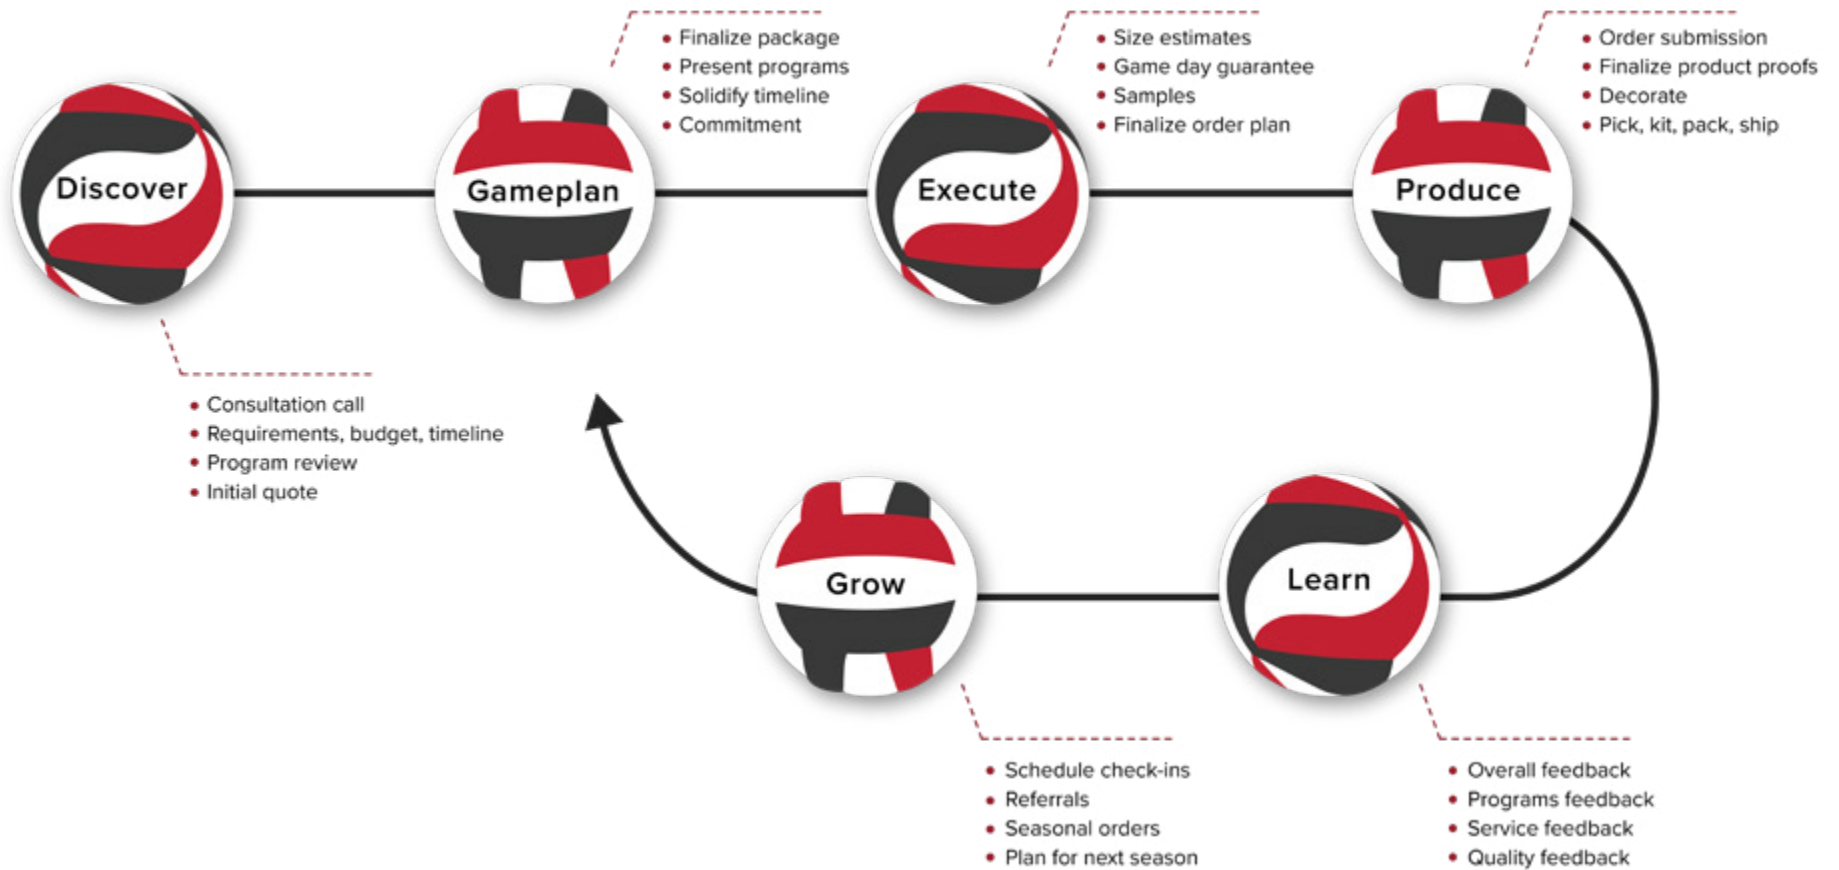 Discover
• Consultation call
• Requirements, budget, timeline
• Program review
• Initial quote
Gameplan
• Finalize package
• Present programs
• Solidify timeline
• Commitment
Execute
• Size estimates
• Game day guarantee
• Samples
• Finalize order plan
Produce
• Order submission
• Finalize product proofs
• Decorate
• Pick, kit, pack, ship
Learn
• Overall feedback
• Programs feedback
• Service feedback
• Quality feedback
Grow
• Schedule check-ins
• Referrals
• Seasonal orders
• Plan for next season